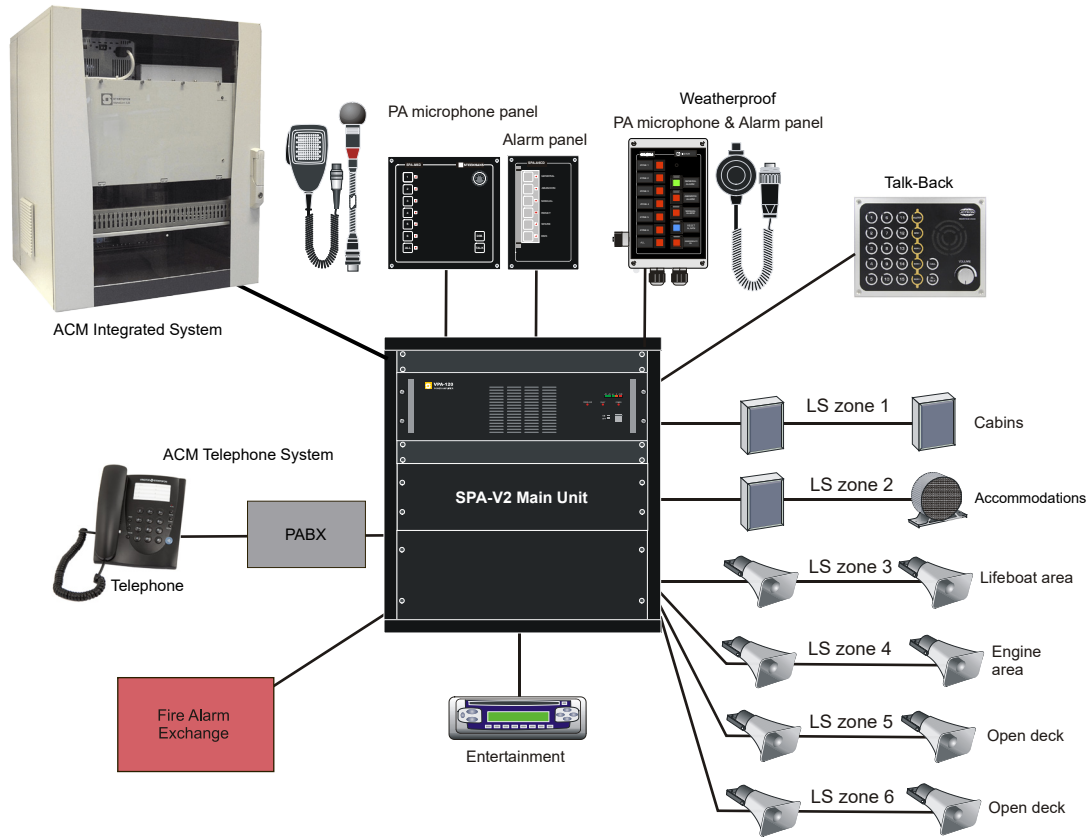 Weatherproof
PA microphone panel
PA microphone & Alarm panel
Alarm panel
Talk-Back
ACM Integrated System
VPA-120
LS zone 1
Cabins
ACM Telephone System
SPA-V2 Main Unit
LS zone 2
Accommodations
PABX
LS zone 3
Lifeboat area
Telephone
LS zone 4
Engine
area
Fire Alarm
Exchange
LS zone 5
Open deck
Entertainment
LS zone 6
Open deck